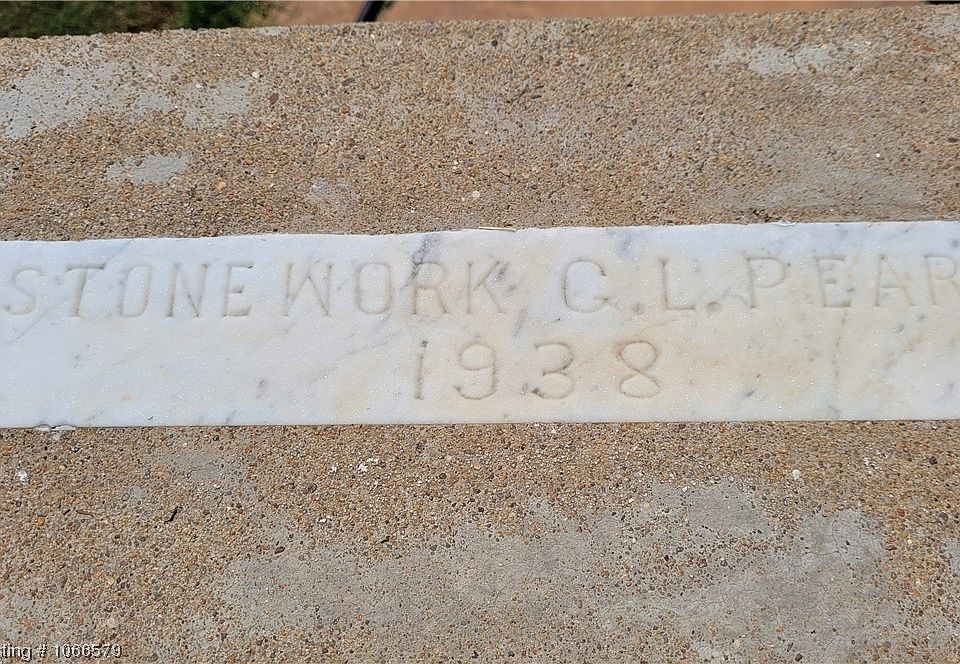 STONEWORK G.L.PEAR
1938
ting # 1066579